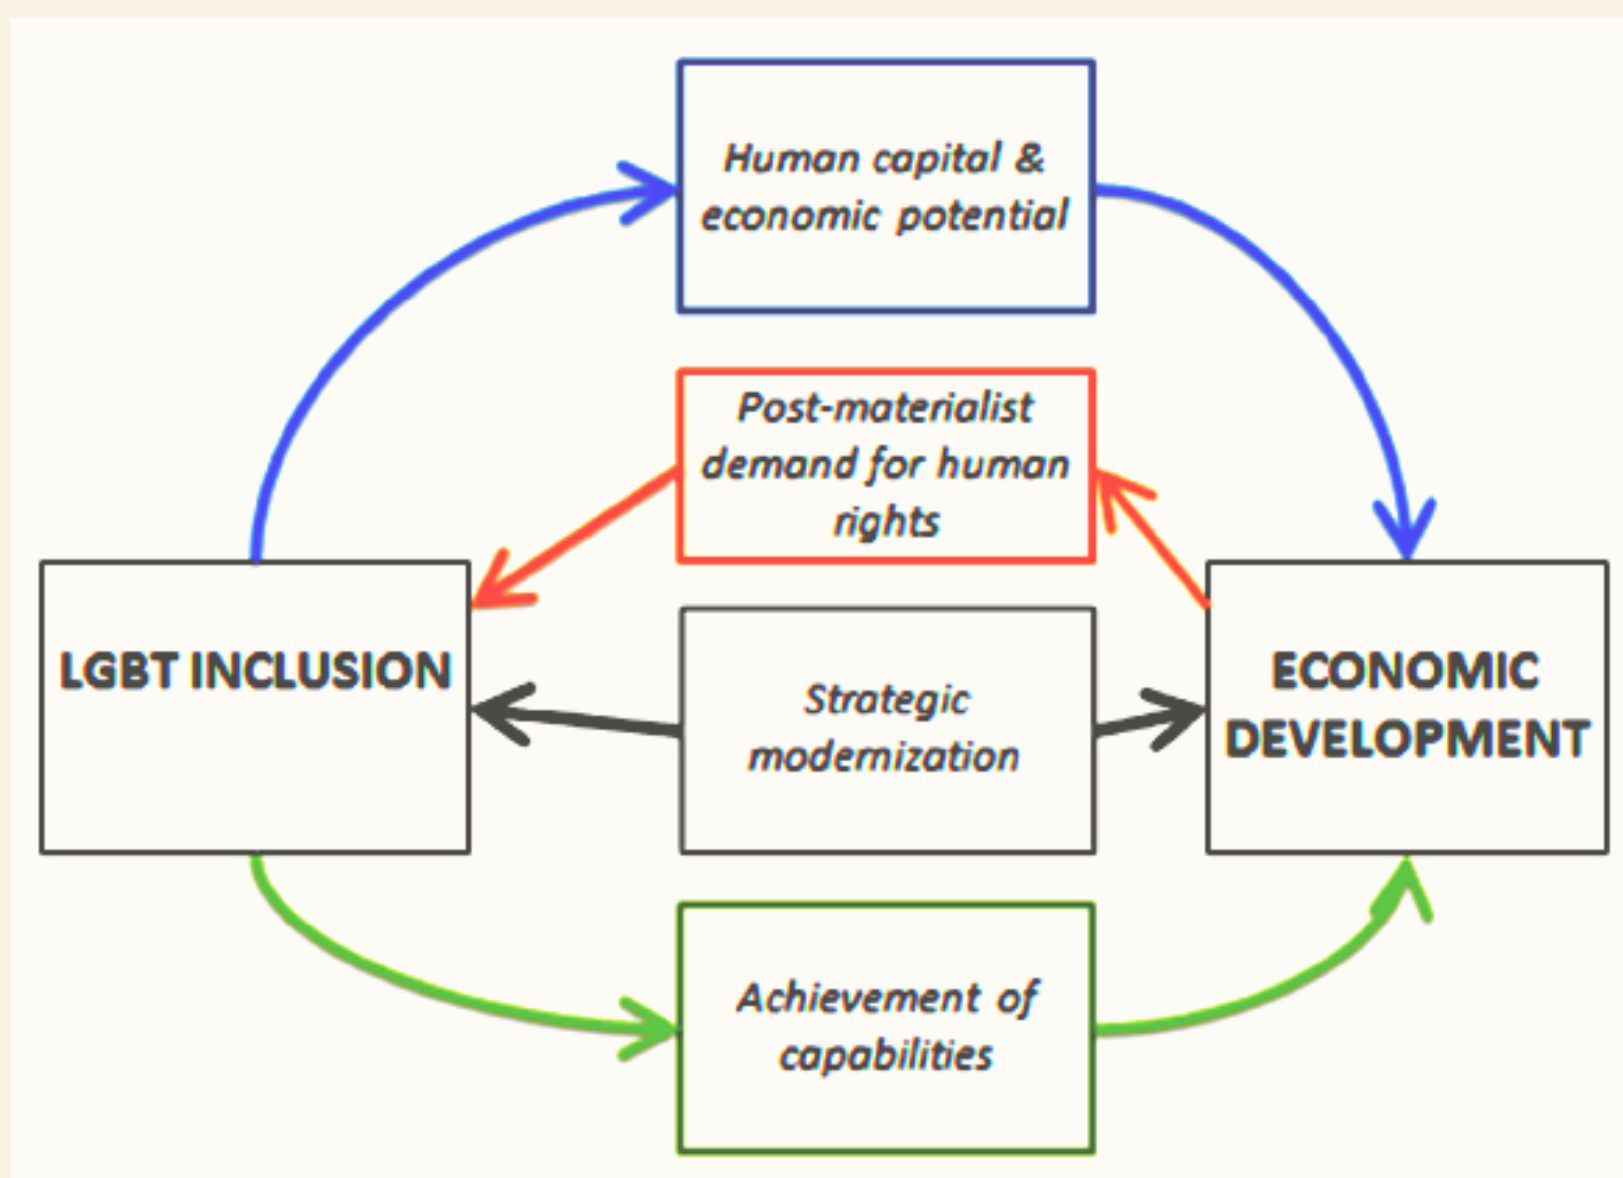 Human capital &
economic potential
Post-materialist
demand for human
rights
LGBT INCLUSION
Strategic
modernization
ECONOMIC
DEVELOPMENT
Achievement of
capabilities